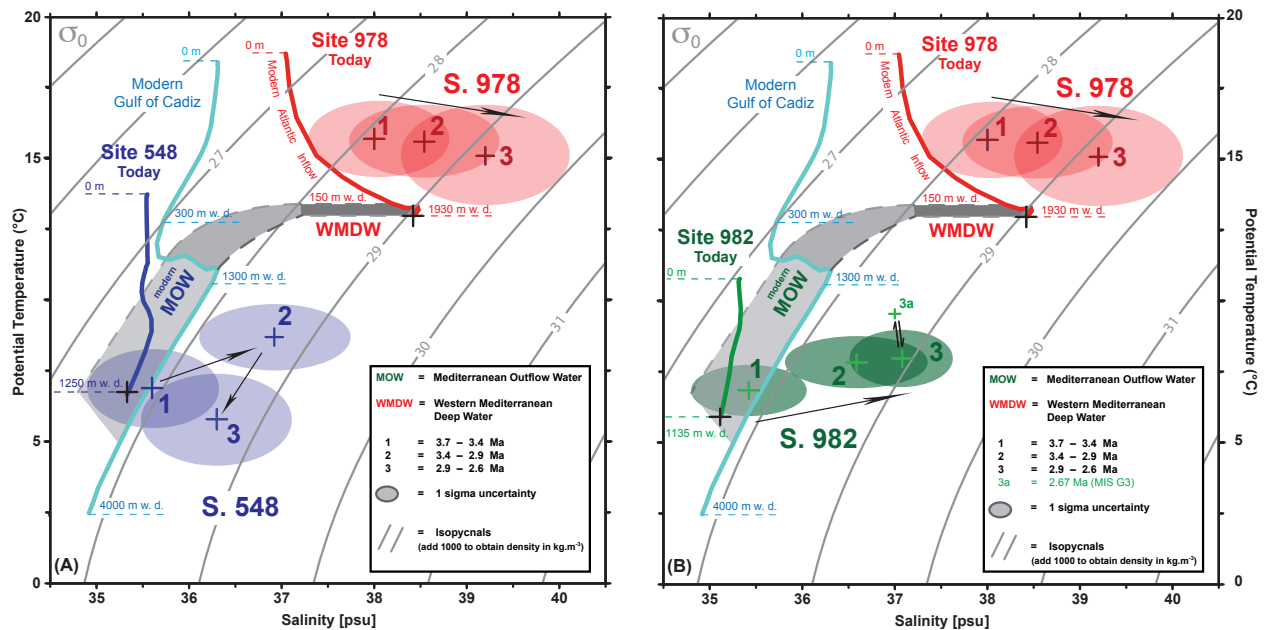 σ0
0 m
Site 978
Today
0 m
Modern
Gulf of Cadiz
Modern Atlantic Inflow
28
S. 978
1
2
3
Site 548
Today
0 m
27
300 m w. d.
150 m w. d.
1930 m w. d.
WMDW
29
modern
MOW
1300 m w. d.
2
1250 m w. d.
1
3
30
31
S. 548
4000 m w. d.
MOW = Mediterranean Outflow Water
WMDW = Western Mediterranean
Deep Water
1 = 3.7 – 3.4 Ma
2 = 3.4 – 2.9 Ma
3 = 2.9 – 2.6 Ma
= 1 sigma uncertainty
= Isopycnals
(add 1000 to obtain density in kg.m-3)
(A)
20
15
10
5
0
Potential Temperature (°C)
35 36 37 38 39 40
Salinity [psu]
σ0
0 m
Site 978
Today
0 m
Modern
Gulf of Cadiz
Modern Atlantic Inflow
28
S. 978
1
2
3
27
300 m w. d.
150 m w. d.
1930 m w. d.
WMDW
Site 982
Today
0 m
29
modern
MOW
1300 m w. d.
3a
1
2
3
1135 m w. d.
S. 982
30
31
4000 m w. d.
MOW = Mediterranean Outflow Water
WMDW = Western Mediterranean
Deep Water
1 = 3.7 – 3.4 Ma
2 = 3.4 – 2.9 Ma
3 = 2.9 – 2.6 Ma
3a = 2.67 Ma (MIS G3)
= 1 sigma uncertainty
= Isopycnals
(add 1000 to obtain density in kg.m-3)
(B)
20
15
10
5
0
Potential Temperature (°C)
35 36 37 38 39 40
Salinity [psu]